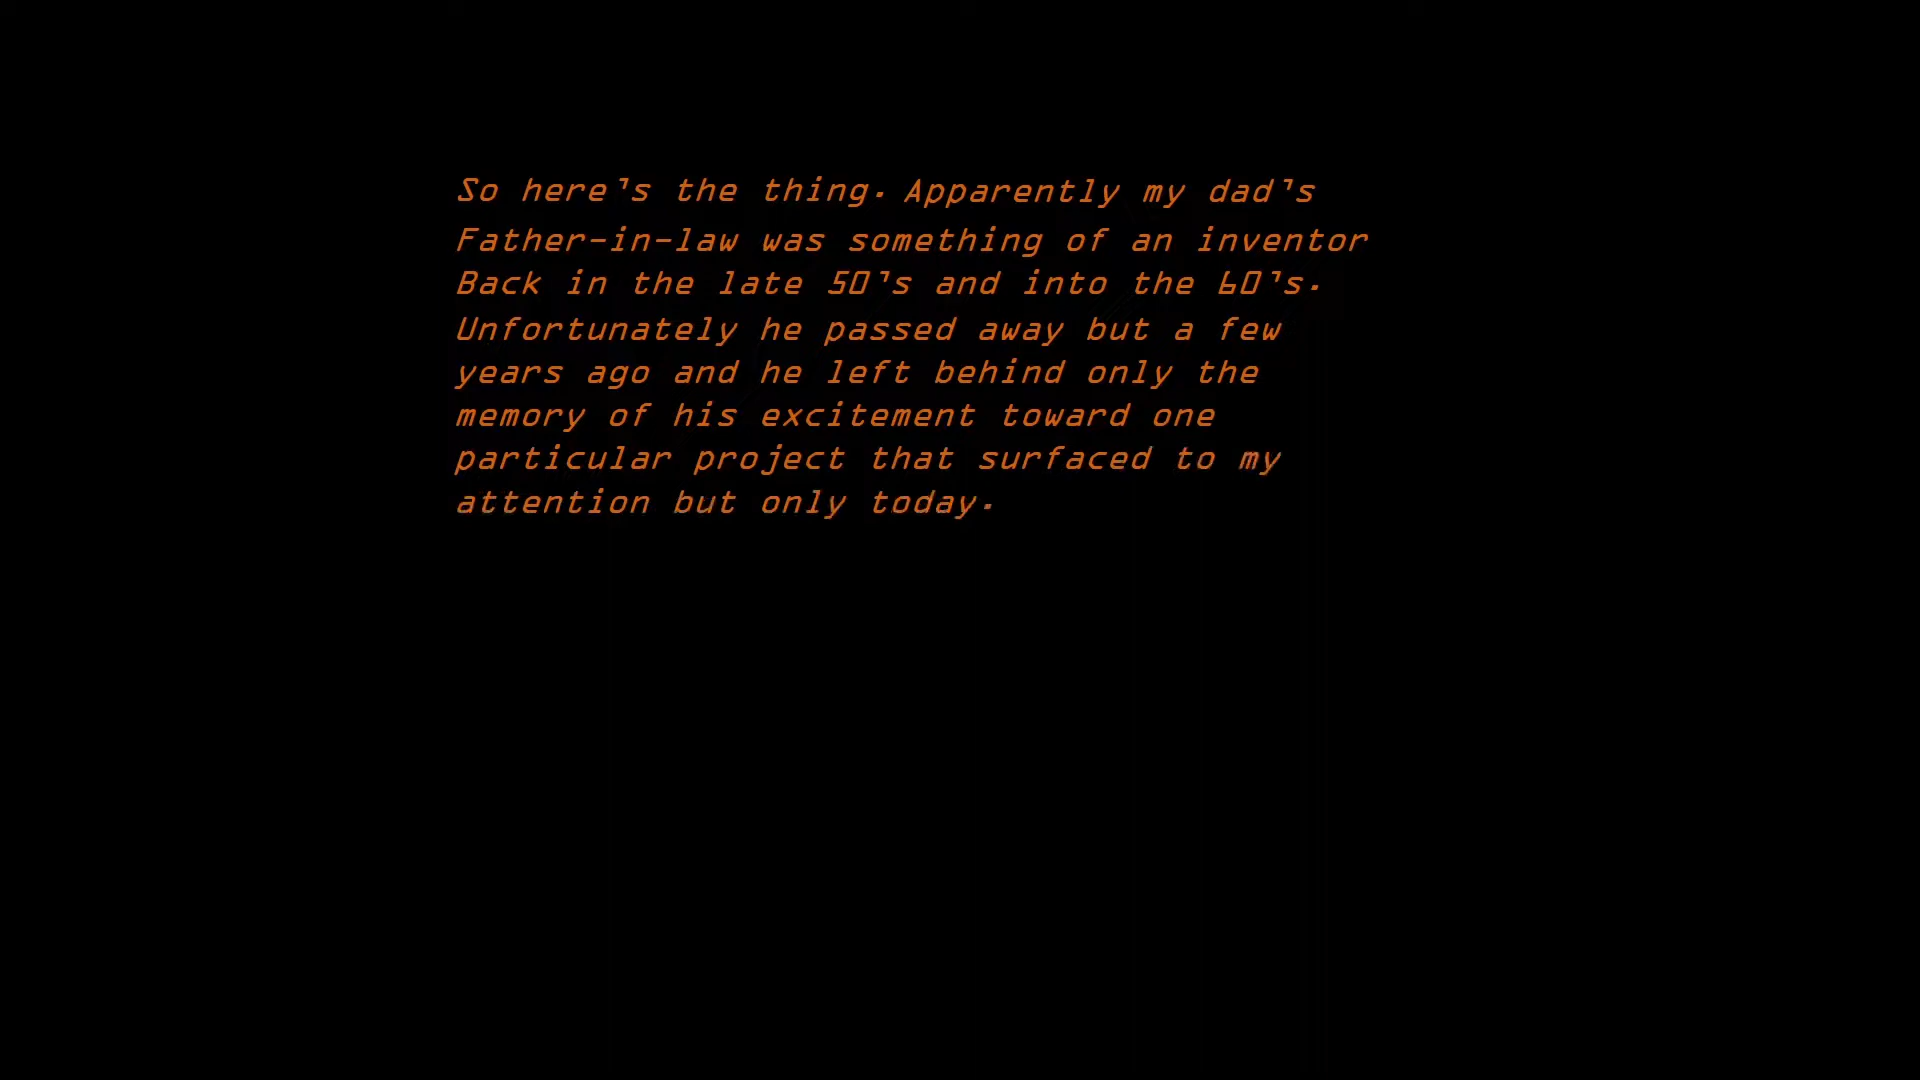 So here's the thing. Apparently my dad's
Father-in-law was something of an inventor
Back in the late 50's and into the 60's.
Unfortunately he passed away but a few
years ago and he left behind only the
memory of his excitement toward one
particular project that surfaced to my
attention but only today.